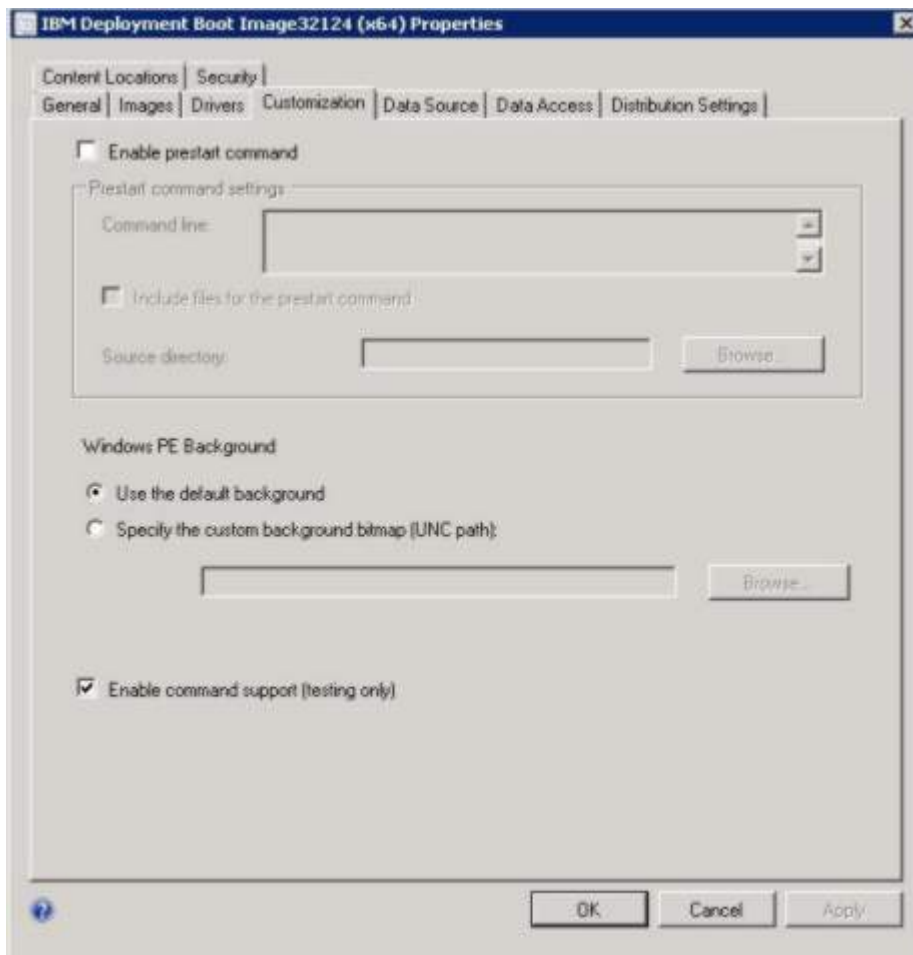 IBM Deployment Boot Image32124 (x64) Properties
Content Locations Security
General Images Drivers Customization Data Source Data Access Distribution Settings
Enable prestart command
Prestart command settings
Command line:
Include files for the prestart command
Source directory:
Browse...
Windows PE Background
Use the default background
Specify the custom background bitmap (UNC path):
Browse...
Enable command support (testing only)
OK Cancel Apply